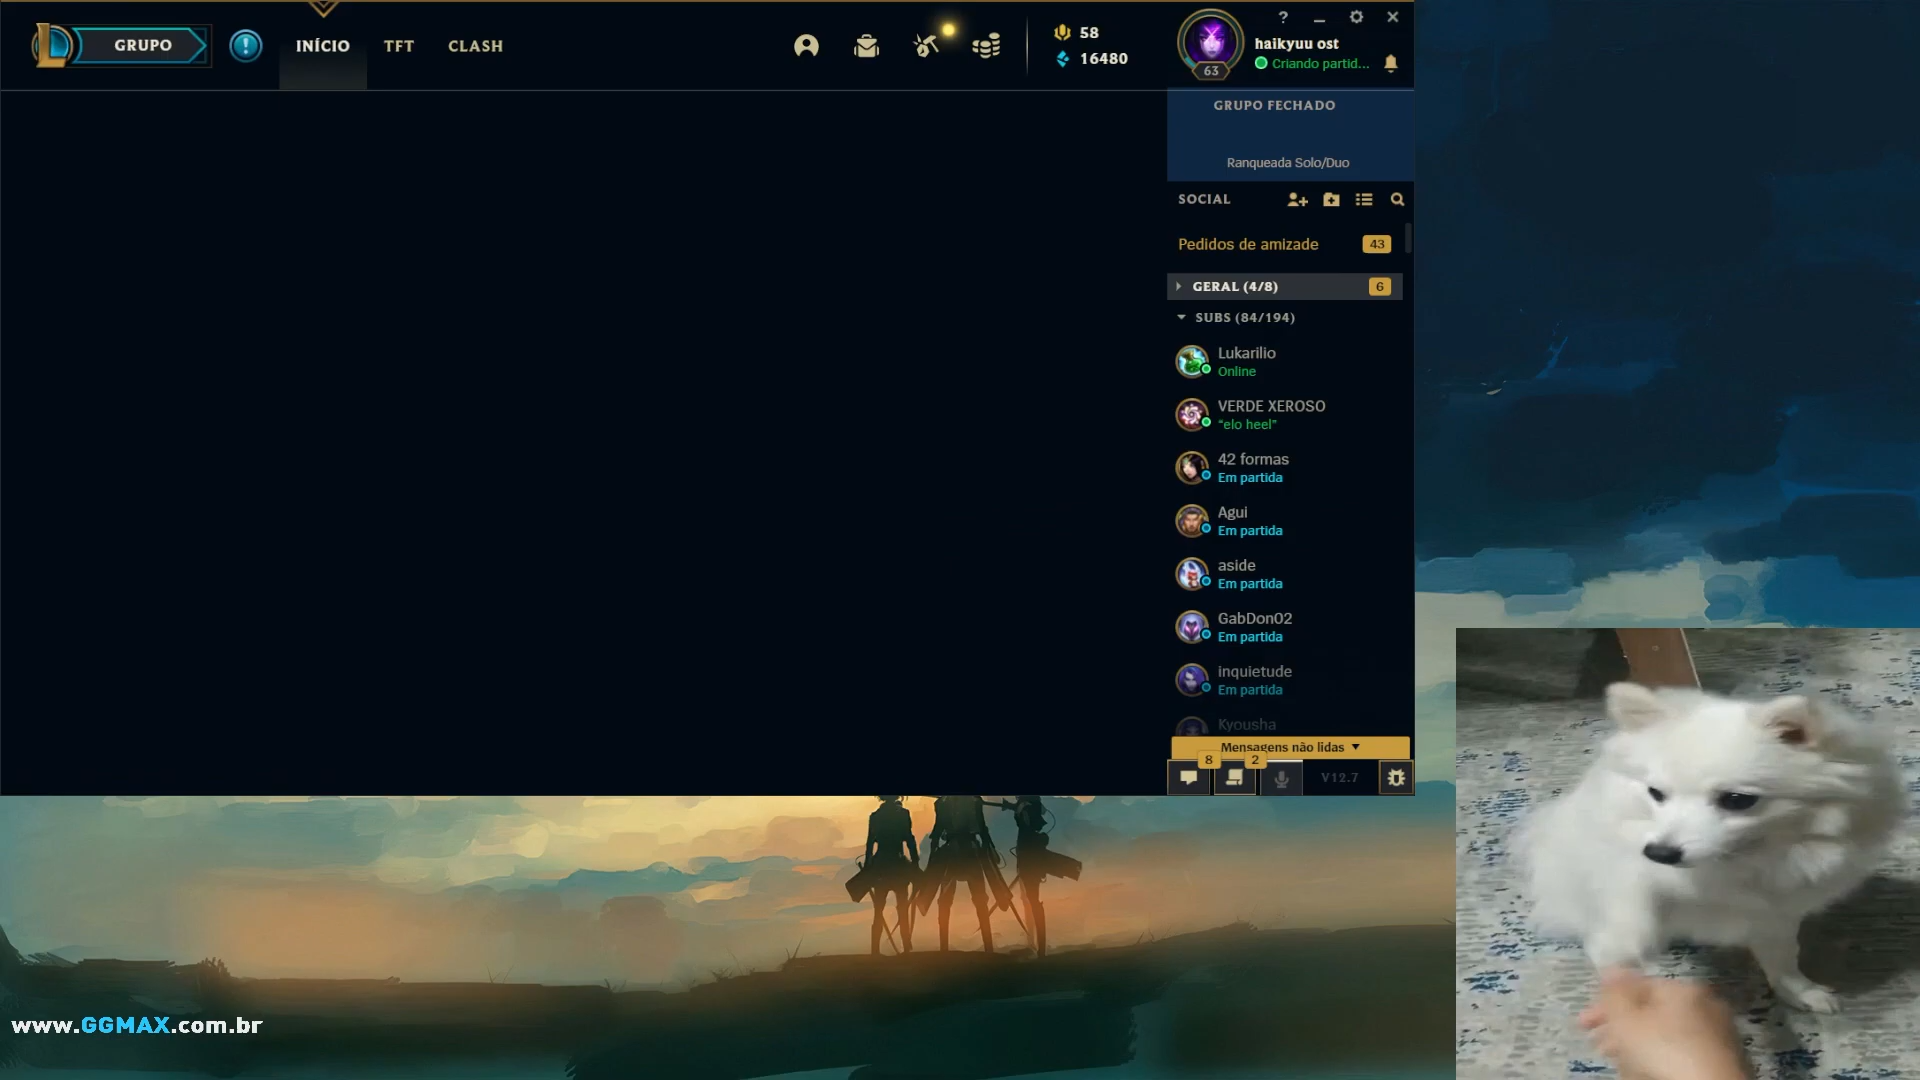 GRUPO
INÍCIO
TFT
CLASH
58
16480
63
?
haikyuu ost
Criando partid...
GRUPO FECHADO
Ranqueada Solo/Duo
SOCIAL
Pedidos de amizade
43
GERAL (4/8)
6
SUBS (84/194)
Lukarilio
Online
VERDE XEROSO
“elo heel”
42 formas
Em partida
Agui
Em partida
aside
Em partida
GabDon02
Em partida
inquietude
Em partida
Kyousha
Mensagens não lidas
8
2
V12.7
www.GGMAX.com.br